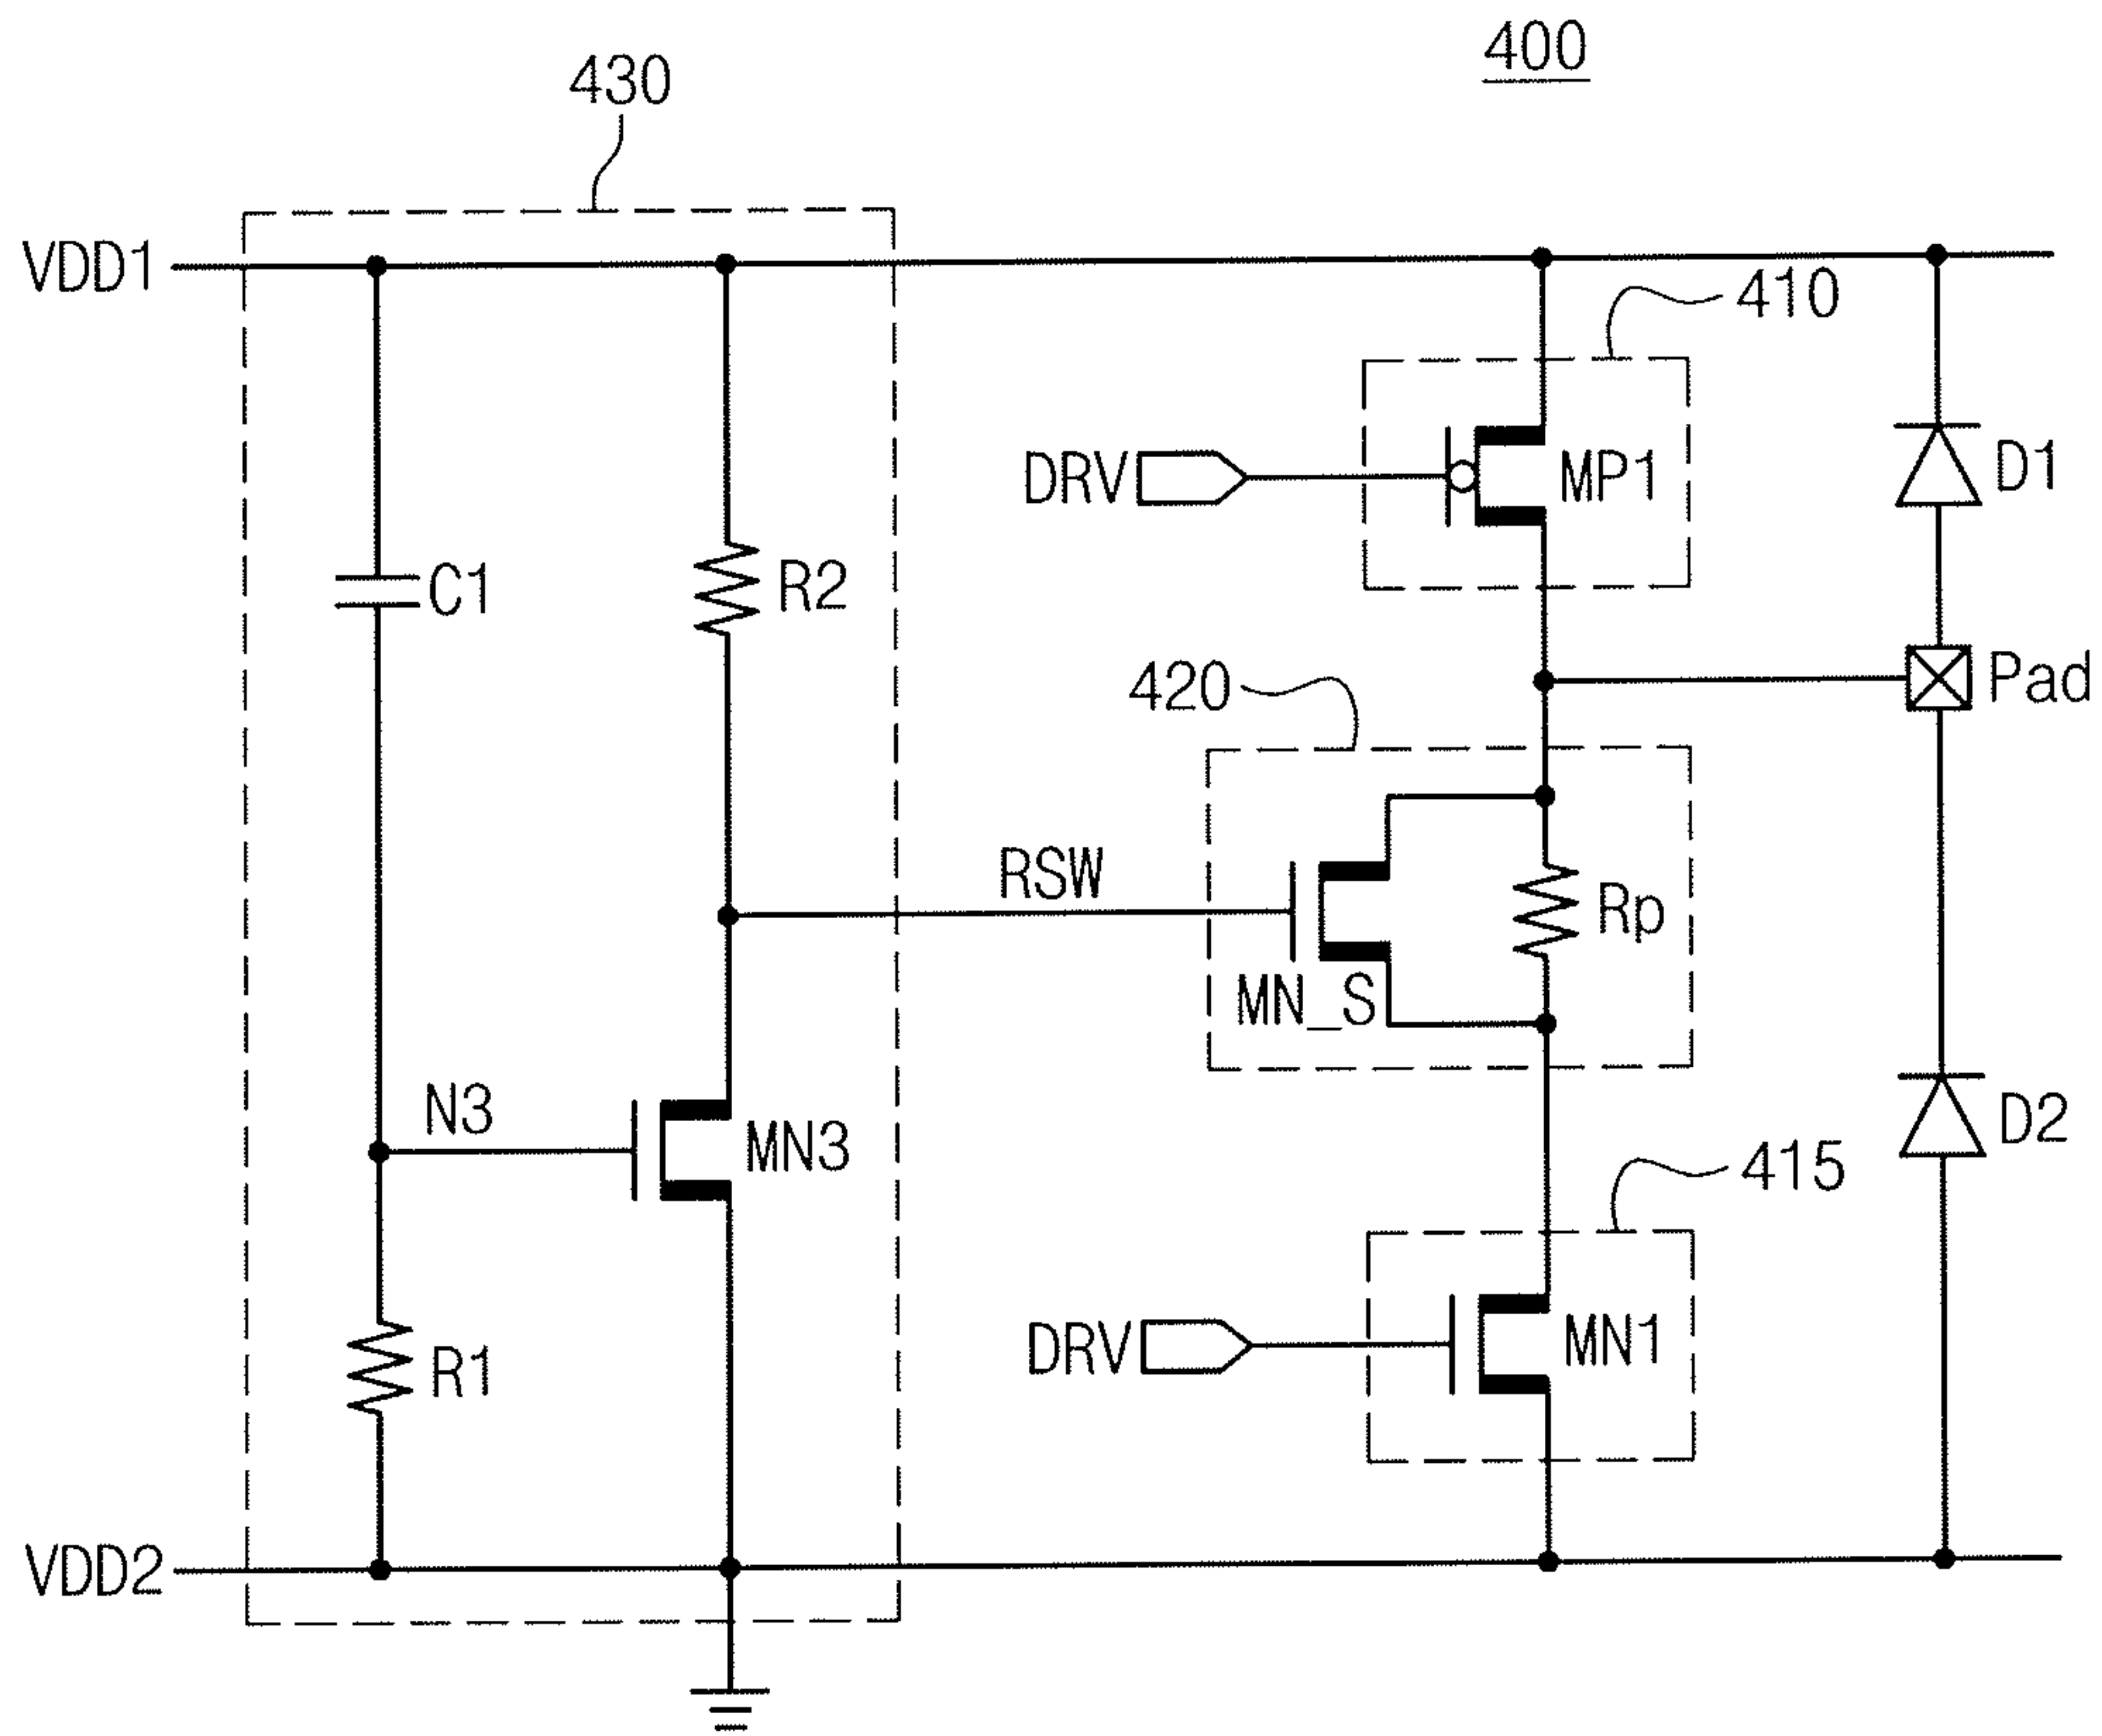 400
430
VDD1
410
DRV
MP1
D1
C1
R2
420
Pad
RSW
Rp
MN_S
N3
MN3
D2
415
R1
DRV
MN1
VDD2